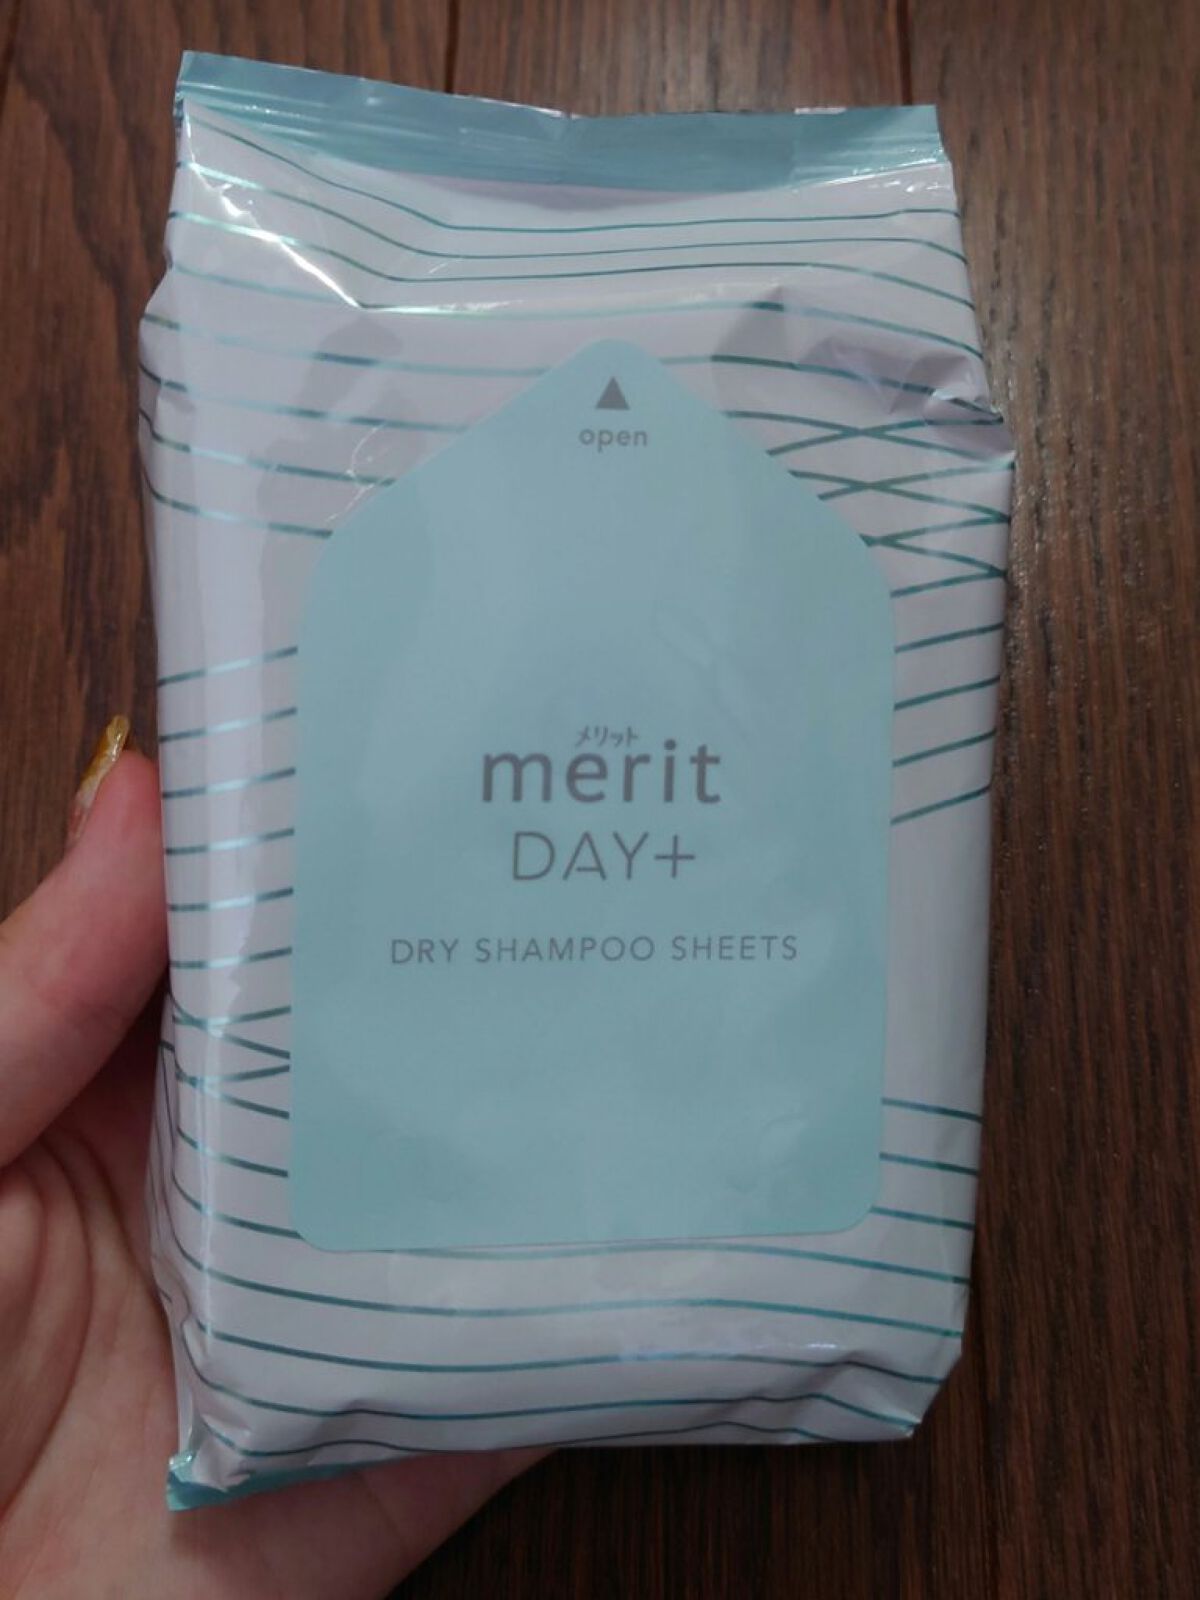 ▲
open
メリット
merit
DAY+
DRY SHAMPOO SHEETS